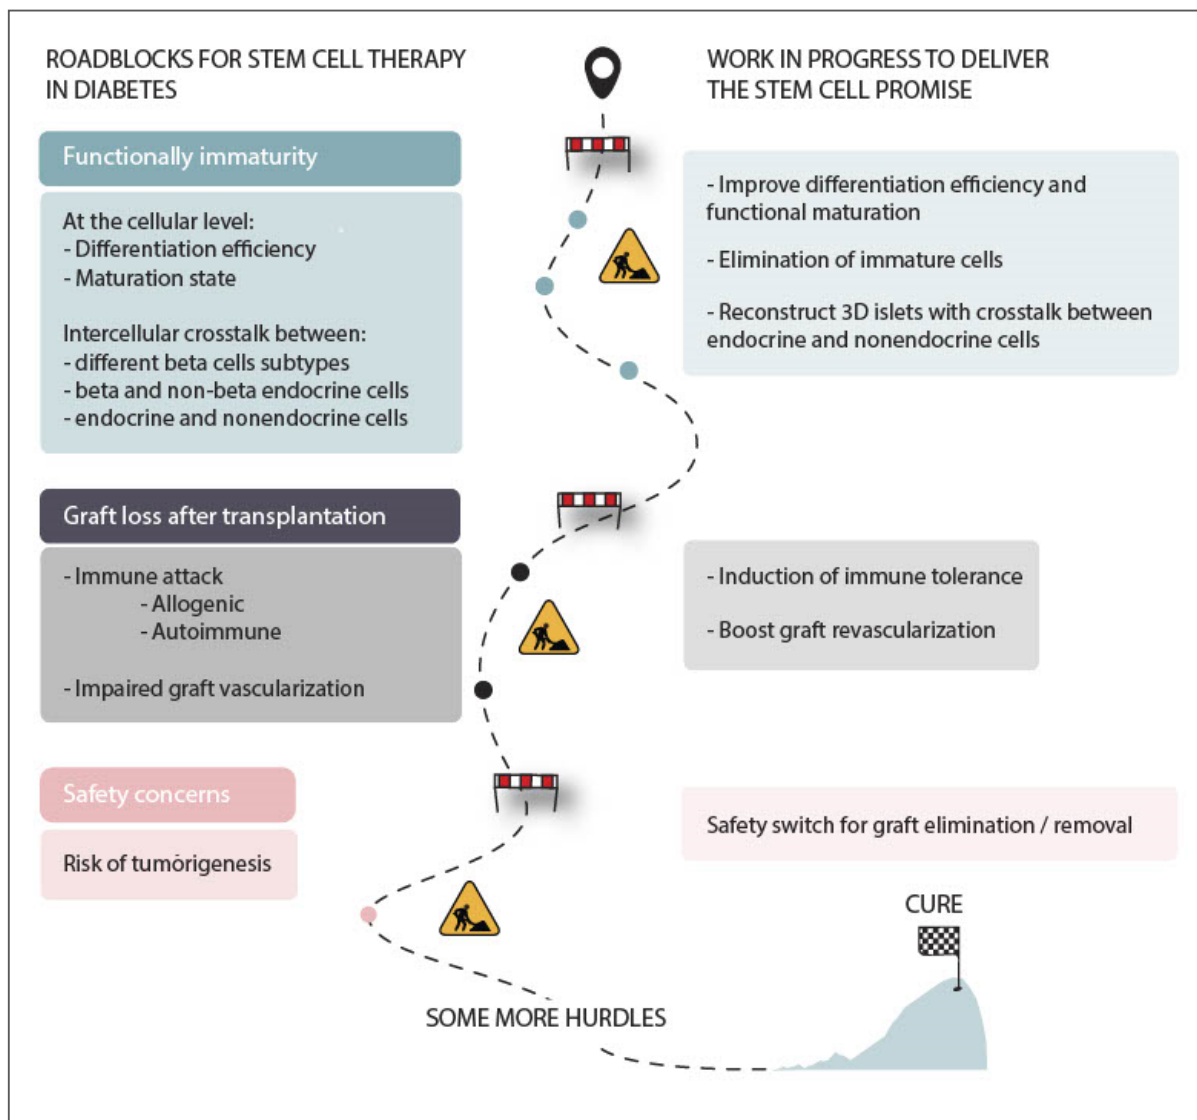 ROADBLOCKS FOR STEM CELL THERAPY
IN DIABETES
WORK IN PROGRESS TO DELIVER
THE STEM CELL PROMISE
Functionally immaturity
At the cellular level:
- Differentiation efficiency
- Maturation state
Intercellular crosstalk between:
- different beta cells subtypes
- beta and non-beta endocrine cells
- endocrine and nonendocrine cells
- Improve differentiation efficiency and
functional maturation
- Elimination of immature cells
- Reconstruct 3D islets with crosstalk between
endocrine and nonendocrine cells
Graft loss after transplantation
- Immune attack
- Allogenic
- Autoimmune
- Impaired graft vascularization
- Induction of immune tolerance
- Boost graft revascularization
Safety concerns
Risk of tumorigenesis
Safety switch for graft elimination / removal
CURE
SOME MORE HURDLES